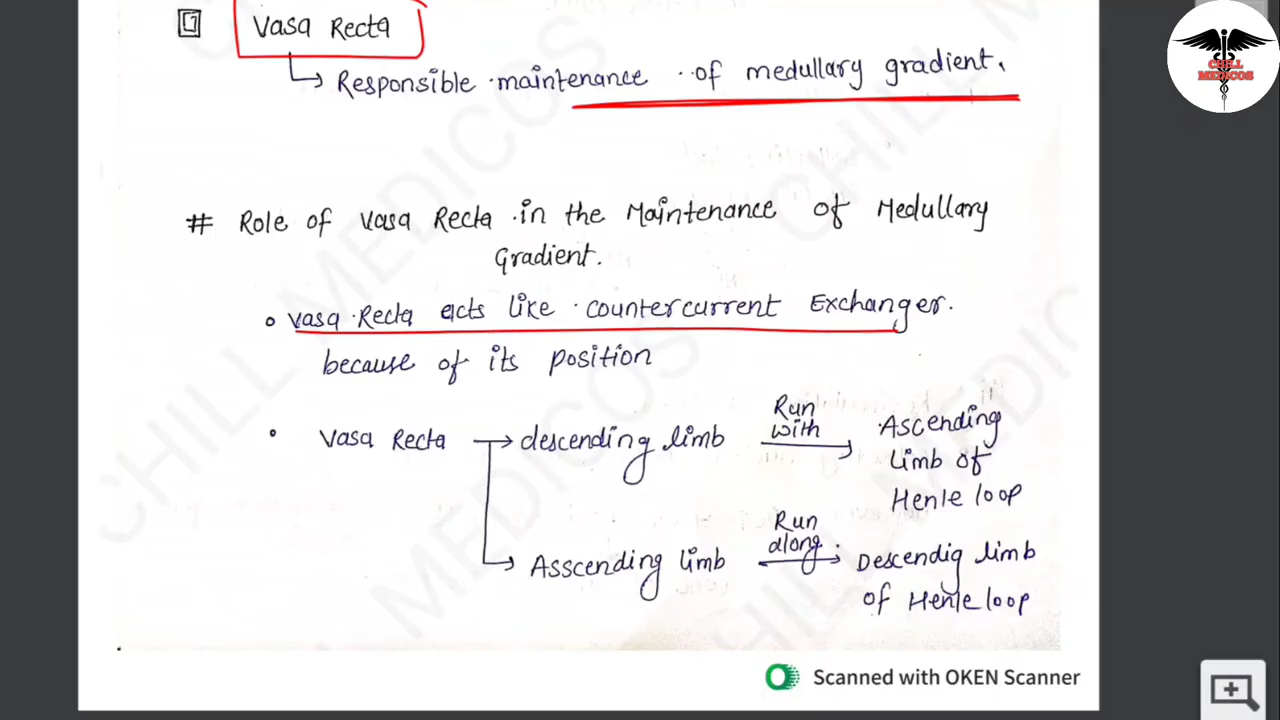 Vasa Recta
Responsible maintenance of medullary gradient.
# Role of Vasa Recta in the Maintenance of Medullary
Gradient.
Vasa Recta acts like countercurrent Exchanger.
because of its position
Vasa Recta → descending limb Run with → Ascending limb of Henle loop
→ Asscending limb Run along → Descendig limb of Henle loop
CHILL MEDICOS
Scanned with OKEN Scanner